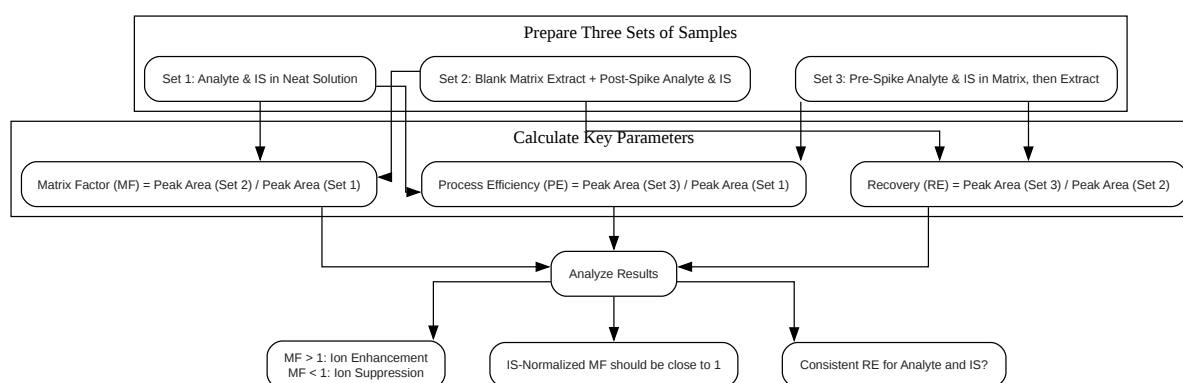 Prepare Three Sets of Samples
Set 1: Analyte & IS in Neat Solution
Set 2: Blank Matrix Extract + Post-Spike Analyte & IS
Set 3: Pre-Spike Analyte & IS in Matrix, then Extract
Calculate Key Parameters
Matrix Factor (MF) = Peak Area (Set 2) / Peak Area (Set 1)
Process Efficiency (PE) = Peak Area (Set 3) / Peak Area (Set 1)
Recovery (RE) = Peak Area (Set 3) / Peak Area (Set 2)
Analyze Results
MF > 1: Ion Enhancement
MF < 1: Ion Suppression
IS-Normalized MF should be close to 1
Consistent RE for Analyte and IS?